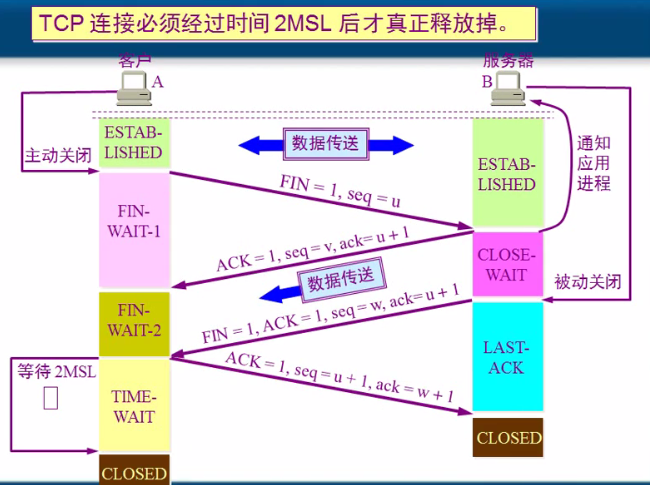 TCP 连接必须经过时间 2MSL 后才真正释放掉。
客户
A
服务器
B
主动关闭
ESTAB-
LISHED
数据传送
ESTAB-
LISHED
通知
应用
进程
FIN = 1, seq = u
FIN-
WAIT-1
ACK = 1, seq = v, ack= u + 1
CLOSE-
WAIT
数据传送
被动关闭
FIN-
WAIT-2
FIN = 1, ACK = 1, seq = w, ack= u + 1
LAST-
ACK
等待 2MSL
ACK = 1, seq = u + 1, ack = w + 1
TIME-
WAIT
CLOSED
CLOSED